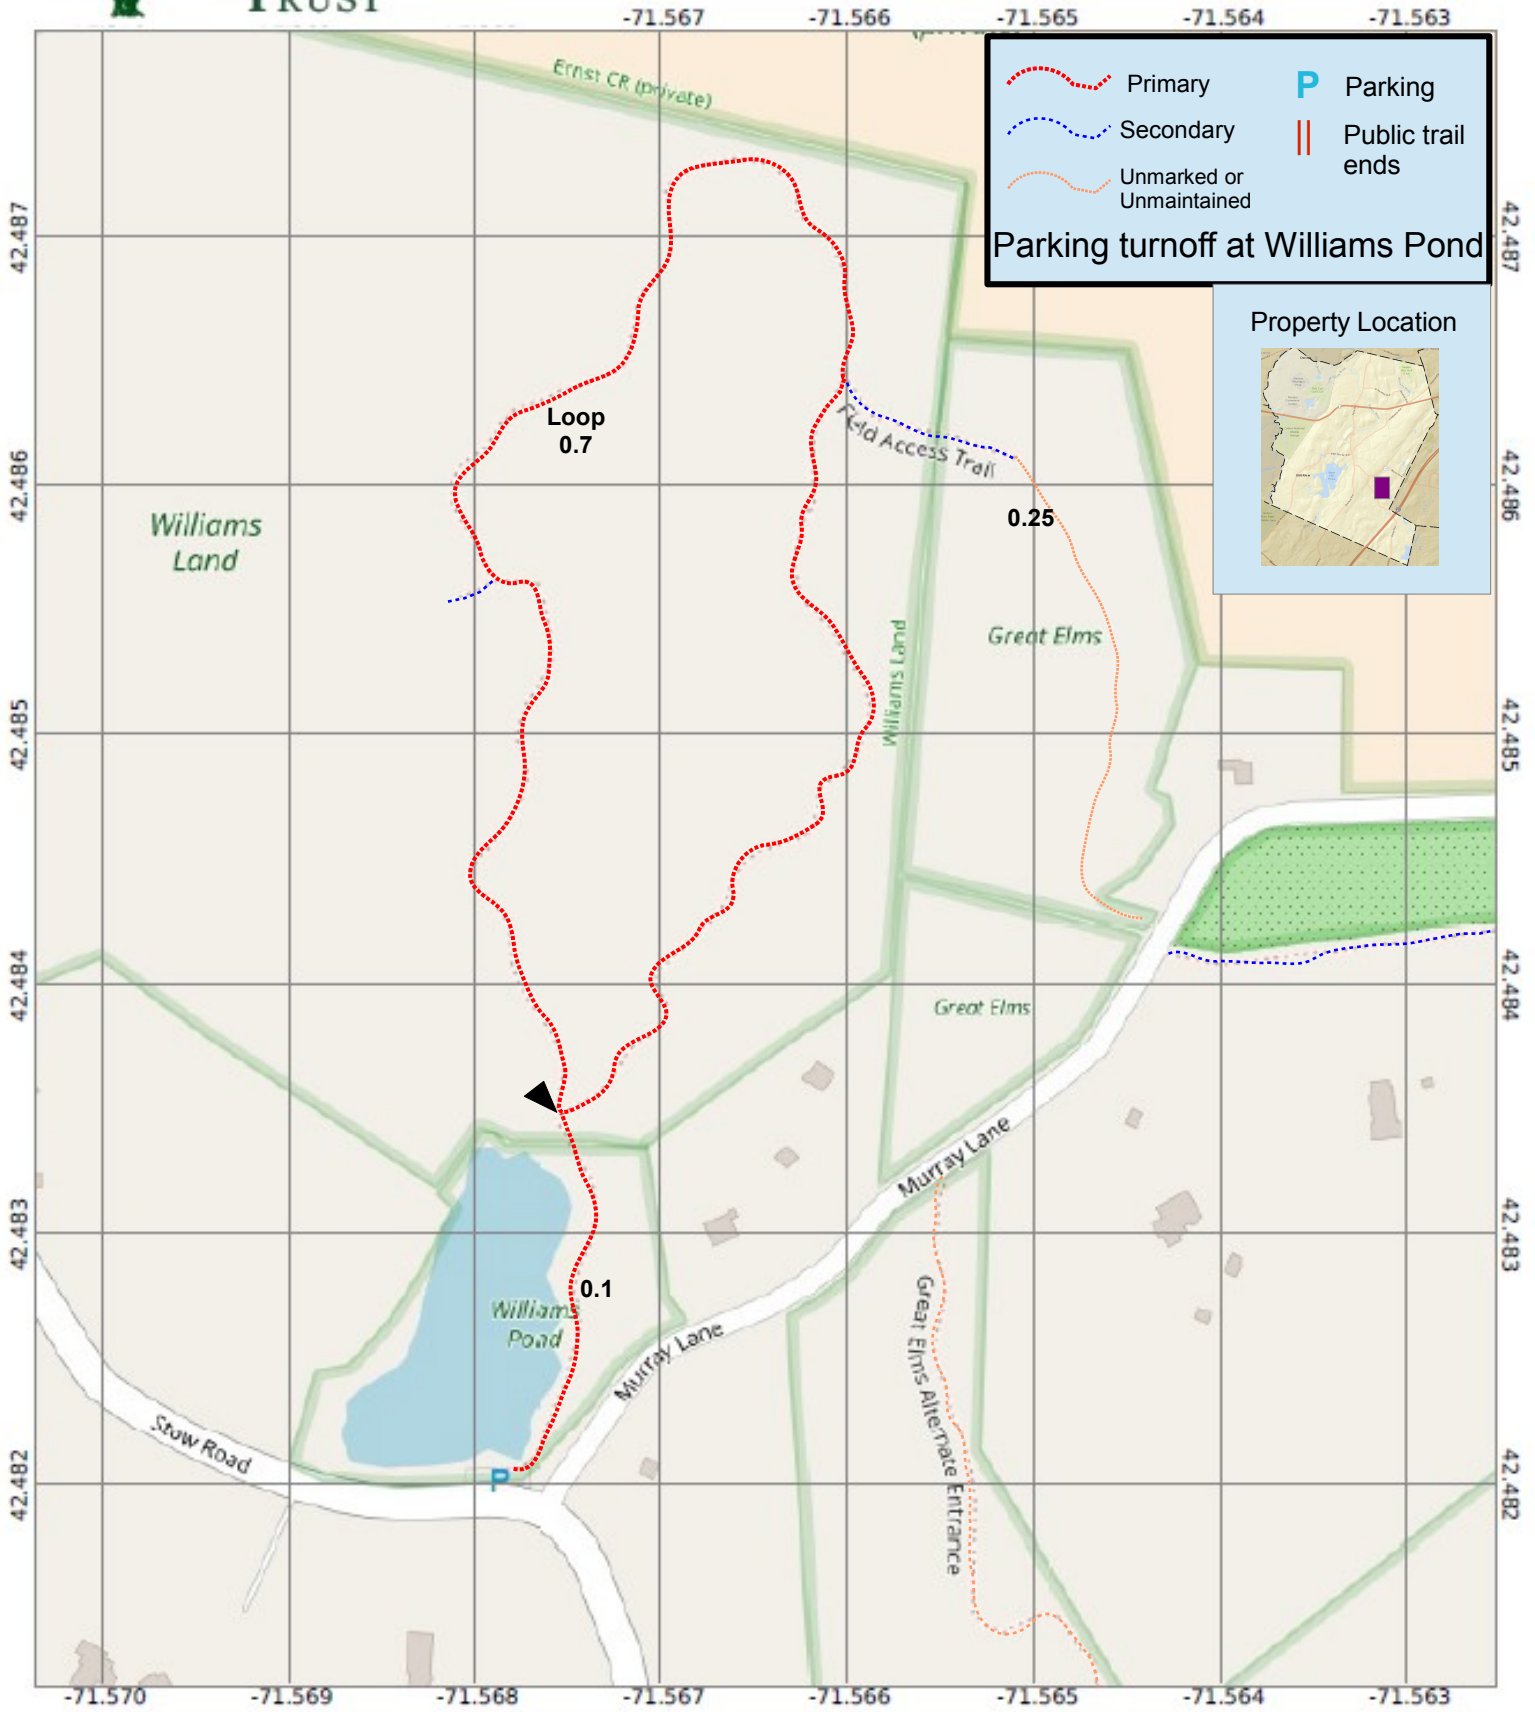 TRUST
-71.567
-71.566
-71.565
-71.564
-71.563
Ernst CR (private)
Primary
Secondary
Unmarked or
Unmaintained
P
Parking
Public trail
ends
Parking turnoff at Williams Pond
Property Location
42.487
42.487
Loop
0.7
Field Access Trail
42.486
42.486
0.25
Williams
Land
Great Elms
Williams Land
42.485
42.485
42.484
42.484
Great Elms
Murray Lane
42.483
42.483
0.1
Williams
Pond
Murray Lane
Great Elms Alternate Entrance
Stow Road
P
42.482
42.482
-71.570
-71.569
-71.568
-71.567
-71.566
-71.565
-71.564
-71.563